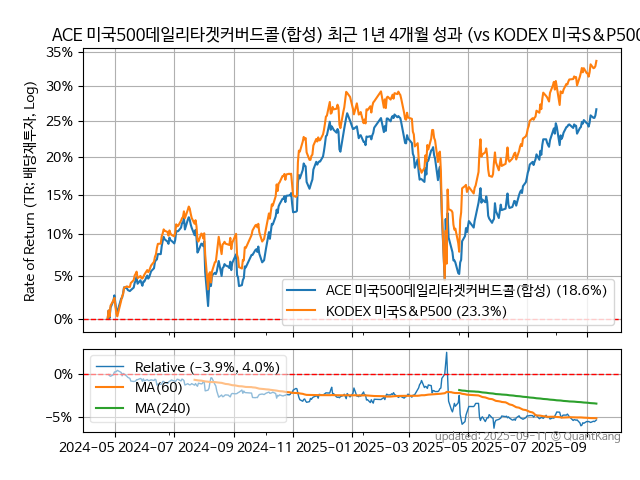 ACE 미국500데일리타겟커버드콜(합성) 최근 1년 4개월 성과 (vs KODEX 미국S&P500
35%
30%
25%
20%
15%
10%
5%
0%
Rate of Return (TR: 배당재투자, Log)
ACE 미국500데일리타겟커버드콜(합성) (18.6%)
KODEX 미국S&P500 (23.3%)
0%
−5%
Relative (−3.9%, 4.0%)
MA(60)
MA(240)
2024-05 2024-07 2024-09 2024-11 2025-01 2025-03 2025-05 2025-07 2025-09
updated: 2025-09-11 © QuantKang